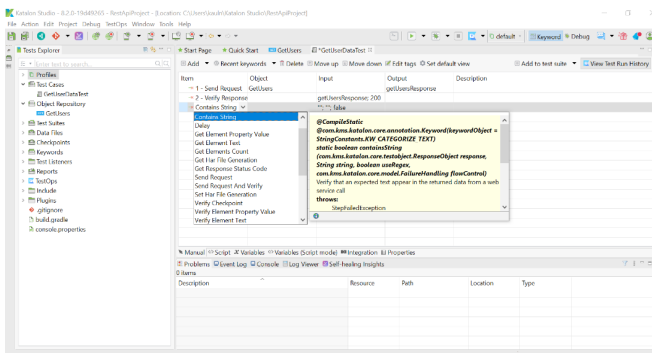 Katalon Studio - 8.2.0 - [Location: C:\Users\kaulo\Katalon Studio\RestApiProject]
File Action Edit Project Debug TestOps Window Tools Help
default
Keyword Debug
Tests Explorer
Start Page Quick Start GetUsers *GetUserDataTest
Enter text to search...
Add Recent keywords Delete Move up Move down Edit tags Set default view
Add to test suite View Test Run History
Profiles
Test Cases
GetUserDataTest
Object Repository
GetUsers
Test Suites
Data Files
Checkpoints
Keywords
Test Listeners
Reports
TestOps
Include
Plugins
.gitignore
build.gradle
console.properties
Item Object Input Output Description
1 - Send Request GetUsers getUsersResponse
2 - Verify Response getUsersResponse; 200
Contains String ""; ""; false
Contains String
Delay
Get Element Property Value
Get Element Text
Get Elements Count
Get Har File Generation
Get Response Status Code
Send Request
Send Request And Verify
Set Har File Generation
Verify Checkpoint
Verify Element Property Value
Verify Element Text
@CompileStatic
@com.kms.katalon.core.annotation.Keyword(keywordObject =
StringConstants.KW CATEGORIZE TEXT)
static boolean containsString
(com.kms.katalon.core.testobject.ResponseObject response,
String string, boolean useRegex,
com.kms.katalon.core.model.FailureHandling flowControl)
Verify that an expected text appears in the returned data from a web
service call
throws:
StepFailedException
Manual Script Variables Variables (Script mode) Integration Properties
Problems Event Log Console Log Viewer Self-healing Insights
0 items
Description Resource Path Location Type